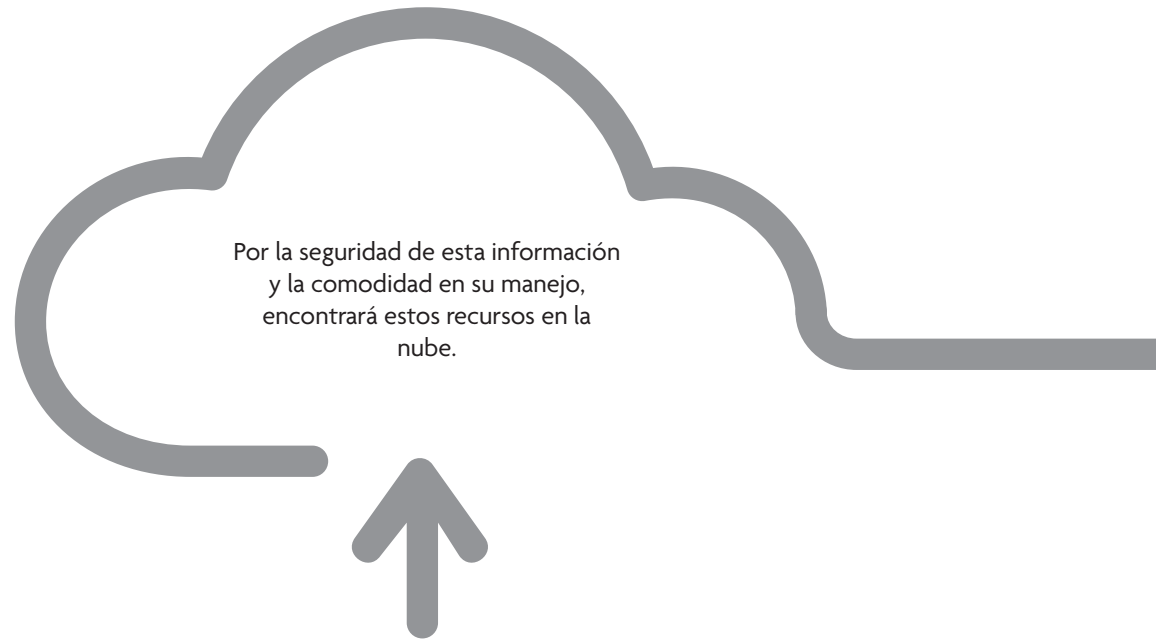 Por la seguridad de esta información
y la comodidad en su manejo,
encontrará estos recursos en la
nube.